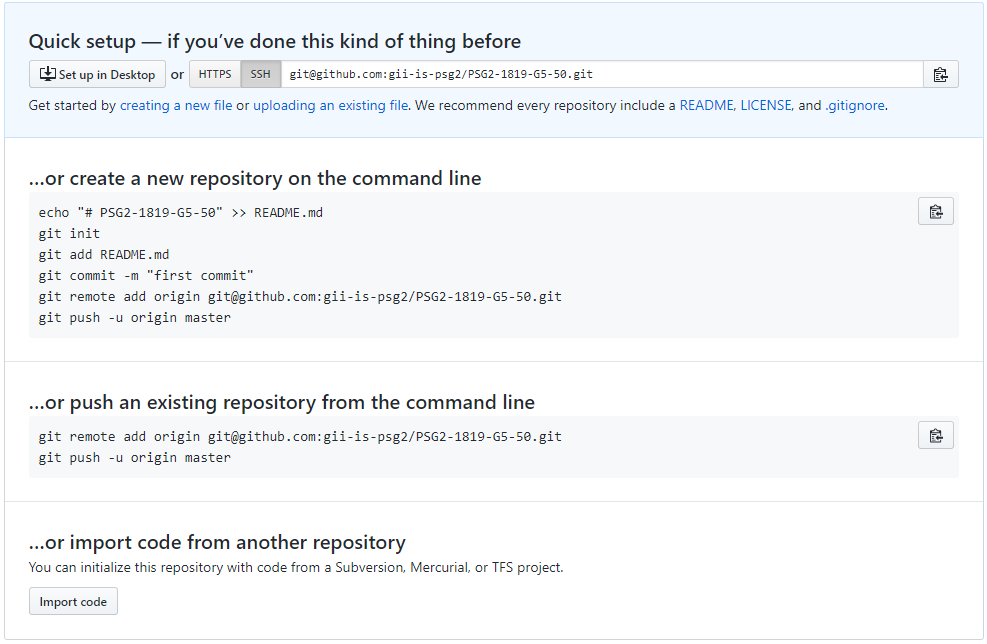 Quick setup — if you’ve done this kind of thing before
Set up in Desktop or HTTPS SSH git@github.com:gii-is-psg2/PSG2-1819-G5-50.git
Get started by creating a new file or uploading an existing file. We recommend every repository include a README, LICENSE, and .gitignore.
…or create a new repository on the command line
echo "# PSG2-1819-G5-50" >> README.md
git init
git add README.md
git commit -m "first commit"
git remote add origin git@github.com:gii-is-psg2/PSG2-1819-G5-50.git
git push -u origin master
…or push an existing repository from the command line
git remote add origin git@github.com:gii-is-psg2/PSG2-1819-G5-50.git
git push -u origin master
…or import code from another repository
You can initialize this repository with code from a Subversion, Mercurial, or TFS project.
Import code